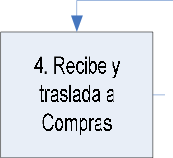 4. Recibe y
traslada a
Compras